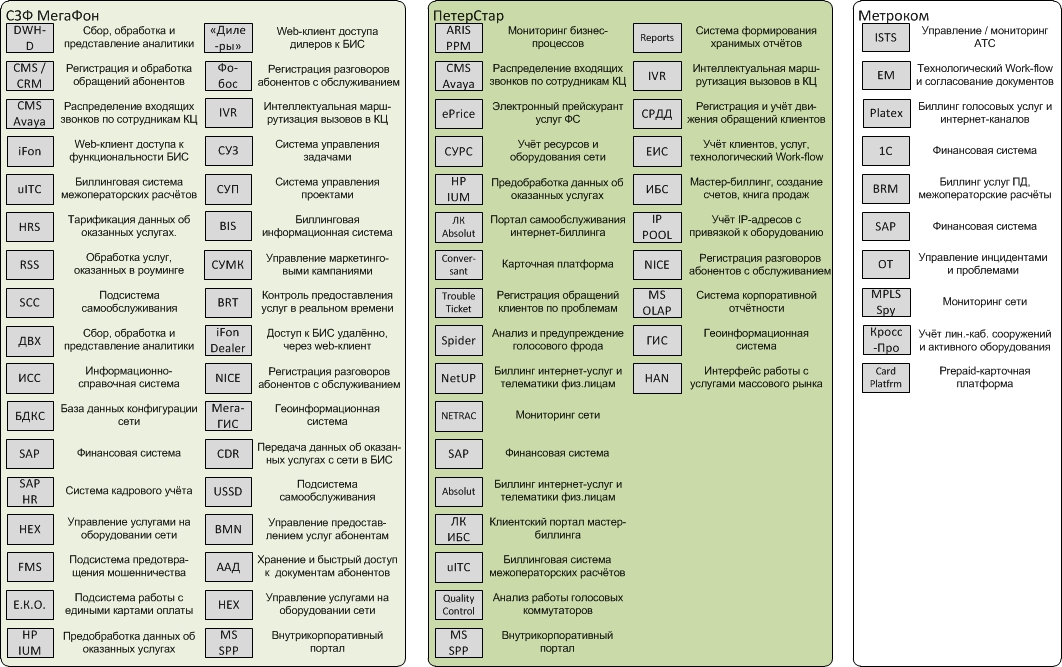 СЗФ МегаФон
DWH-
D
Сбор, обработка и
представление аналитики
CMS /
CRM
Регистрация и обработка
обращений абонентов
CMS
Avaya
Распределение входящих
звонков по сотрудникам КЦ
iFon
Web-клиент доступа к
функциональности БИС
uITC
Биллинговая система
межоператорских расчётов
HRS
Тарификация данных об
оказанных услугах.
RSS
Обработка услуг,
оказанных в роуминге
SCC
Подсистема
самообслуживания
ДВХ
Сбор, обработка и
представление аналитики
ИСС
Информационно-
справочная система
БДКС
База данных конфигурации
сети
SAP
Финансовая система
SAP
HR
Система кадрового учёта
HEX
Управление услугами на
оборудовании сети
FMS
Подсистема предотвра-
щения мошенничества
Е.К.О.
Подсистема работы с
едиными картами оплаты
HP
IUM
Предобработка данных об
оказанных услугах
«Диле
-ры»
Web-клиент доступа
дилеров к БИС
Фо-
бос
Регистрация разговоров
абонентов с обслуживанием
IVR
Интеллектуальная марш-
рутизация вызовов в КЦ
СУЗ
Система управления
задачами
СУП
Система управления
проектами
BIS
Биллинговая
информационная система
СУМК
Управление маркетинго-
выми кампаниями
BRT
Контроль предоставления
услуг в реальном времени
iFon
Dealer
Доступ к БИС удалённо,
через web-клиент
NICE
Регистрация разговоров
абонентов с обслуживанием
Мега-
ГИС
Геоинформационная
система
CDR
Передача данных об оказан-
ных услугах с сети в БИС
USSD
Подсистема
самообслуживания
BMN
Управление предостав-
лением услуг абонентам
ААД
Хранение и быстрый доступ
к документам абонентов
HEX
Управление услугами на
оборудовании сети
MS
SPP
Внутрикорпоративный
портал
ПетерСтар
ARIS
PPM
Мониторинг бизнес-
процессов
CMS
Avaya
Распределение входящих
звонков по сотрудникам КЦ
ePrice
Электронный прейскурант
услуг ФС
СУРС
Учёт ресурсов и
оборудования сети
HP
IUM
Предобработка данных об
оказанных услугах
ЛК
Absolut
Портал самообслуживания
интернет-биллинга
Conver-
sant
Карточная платформа
Trouble
Ticket
Регистрация обращений
клиентов по проблемам
Spider
Анализ и предупреждение
голосового фрода
NetUP
Биллинг интернет-услуг и
телематики физ.лицам
NETRAC
Мониторинг сети
SAP
Финансовая система
Absolut
Биллинг интернет-услуг и
телематики физ.лицам
ЛК
ИБС
Клиентский портал мастер-
биллинга
uITC
Биллинговая система
межоператорских расчётов
Quality
Control
Анализ работы голосовых
коммутаторов
MS
SPP
Внутрикорпоративный
портал
Reports
Система формирования
хранимых отчётов
IVR
Интеллектуальная марш-
рутизация вызовов в КЦ
СРДД
Регистрация и учёт дви-
жения обращений клиентов
ЕИС
Учёт клиентов, услуг,
технологический Work-flow
ИБС
Мастер-биллинг, создание
счетов, книга продаж
IP
POOL
Учёт IP-адресов с
привязкой к оборудованию
NICE
Регистрация разговоров
абонентов с обслуживанием
MS
OLAP
Система корпоративной
отчётности
ГИС
Геоинформационная
система
HAN
Интерфейс работы с
услугами массового рынка
Метроком
ISTS
Управление / мониторинг
АТС
EM
Технологический Work-flow
и согласование документов
Platex
Биллинг голосовых услуг и
интернет-каналов
1С
Финансовая система
BRM
Биллинг услуг ПД,
межоператорские расчёты
SAP
Финансовая система
OT
Управление инцидентами
и проблемами
MPLS
Spy
Мониторинг сети
Кросс
-Про
Учёт лин.-каб. сооружений
и активного оборудования
Card
Platfrm
Prepaid-карточная
платформа